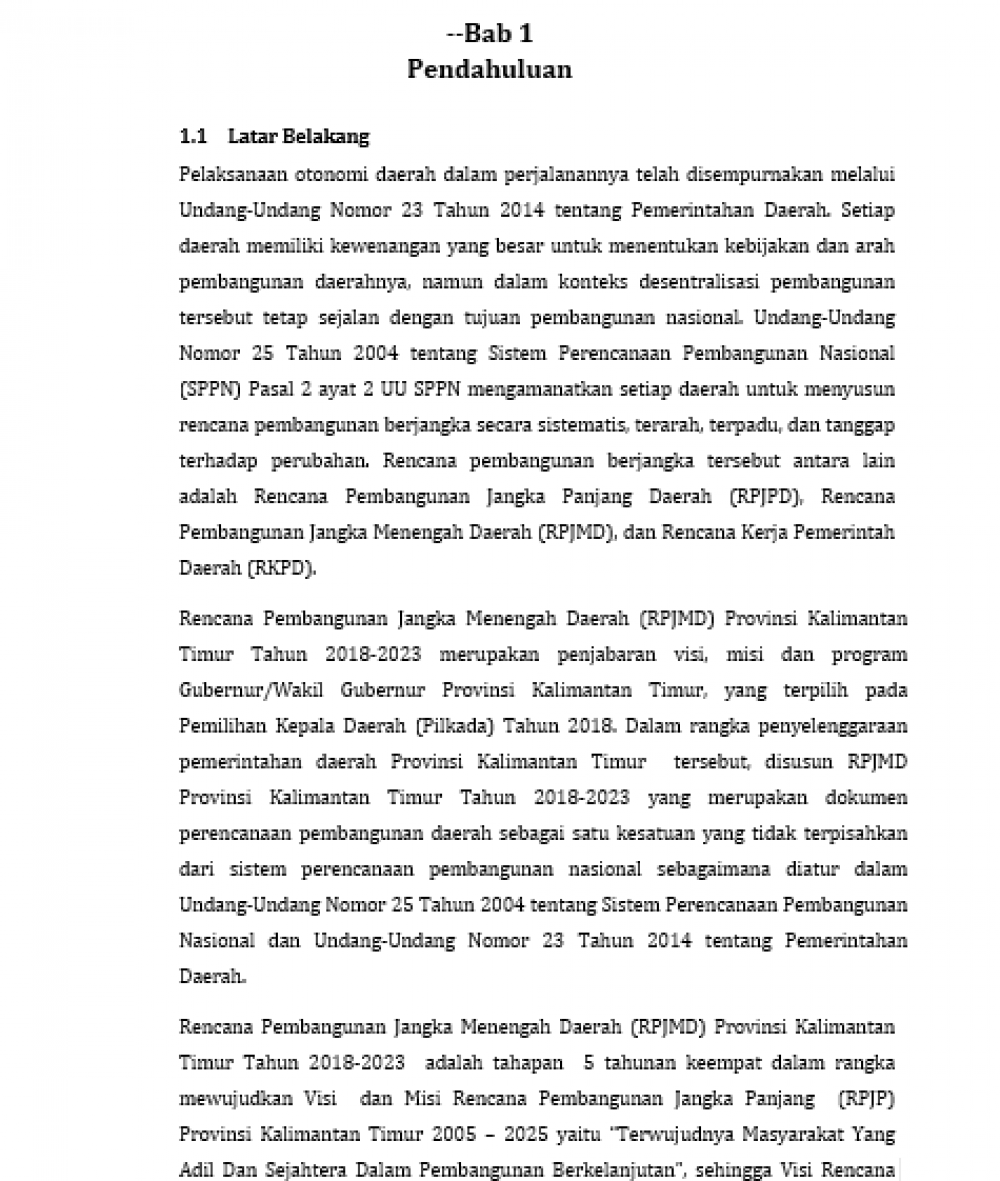 --Bab 1
Pendahuluan
1.1 Latar Belakang
Pelaksanaan otonomi daerah dalam perjalanannya telah disempurnakan melalui
Undang-Undang Nomor 23 Tahun 2014 tentang Pemerintahan Daerah. Setiap
daerah memiliki kewenangan yang besar untuk menentukan kebijakan dan arah
pembangunan daerahnya, namun dalam konteks desentralisasi pembangunan
tersebut tetap sejalan dengan tujuan pembangunan nasional. Undang-Undang
Nomor 25 Tahun 2004 tentang Sistem Perencanaan Pembangunan Nasional
(SPPN) Pasal 2 ayat 2 UU SPPN mengamanatkan setiap daerah untuk menyusun
rencana pembangunan berjangka secara sistematis, terarah, terpadu, dan tanggap
terhadap perubahan. Rencana pembangunan berjangka tersebut antara lain
adalah Rencana Pembangunan Jangka Panjang Daerah (RPJPD), Rencana
Pembangunan Jangka Menengah Daerah (RPJMD), dan Rencana Kerja Pemerintah
Daerah (RKPD).
Rencana Pembangunan Jangka Menengah Daerah (RPJMD) Provinsi Kalimantan
Timur Tahun 2018-2023 merupakan penjabaran visi, misi dan program
Gubernur/Wakil Gubernur Provinsi Kalimantan Timur, yang terpilih pada
Pemilihan Kepala Daerah (Pilkada) Tahun 2018. Dalam rangka penyelenggaraan
pemerintahan daerah Provinsi Kalimantan Timur tersebut, disusun RPJMD
Provinsi Kalimantan Timur Tahun 2018-2023 yang merupakan dokumen
perencanaan pembangunan daerah sebagai satu kesatuan yang tidak terpisahkan
dari sistem perencanaan pembangunan nasional sebagaimana diatur dalam
Undang-Undang Nomor 25 Tahun 2004 tentang Sistem Perencanaan Pembangunan
Nasional dan Undang-Undang Nomor 23 Tahun 2014 tentang Pemerintahan
Daerah.
Rencana Pembangunan Jangka Menengah Daerah (RPJMD) Provinsi Kalimantan
Timur Tahun 2018-2023 adalah tahapan 5 tahunan keempat dalam rangka
mewujudkan Visi dan Misi Rencana Pembangunan Jangka Panjang (RPJP)
Provinsi Kalimantan Timur 2005 – 2025 yaitu "Terwujudnya Masyarakat Yang
Adil Dan Sejahtera Dalam Pembangunan Berkelanjutan", sehingga Visi Rencana